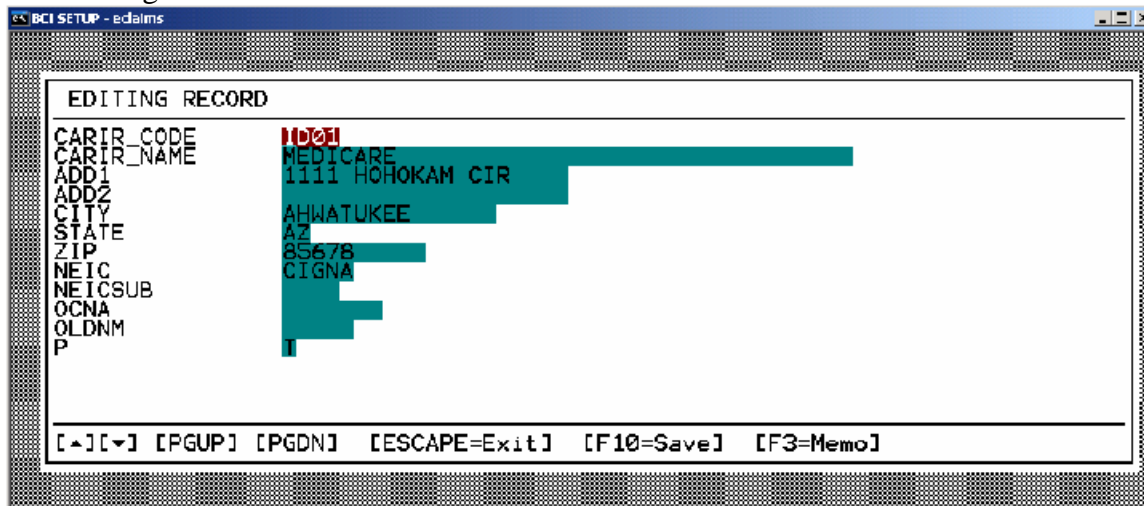 BCI SETUP - eclaims
EDITING RECORD
CARIR_CODE ID01
CARIR_NAME MEDICARE
ADD1 1111 HOHOKAM CIR
ADD2
CITY AHWATUKEE
STATE AZ
ZIP 85678
NEIC CIGNA
NEICSUB
OCNA
OLDNM
P T
[▲][▼] [PGUP] [PGDN] [ESCAPE=Exit] [F10=Save] [F3=Memo]